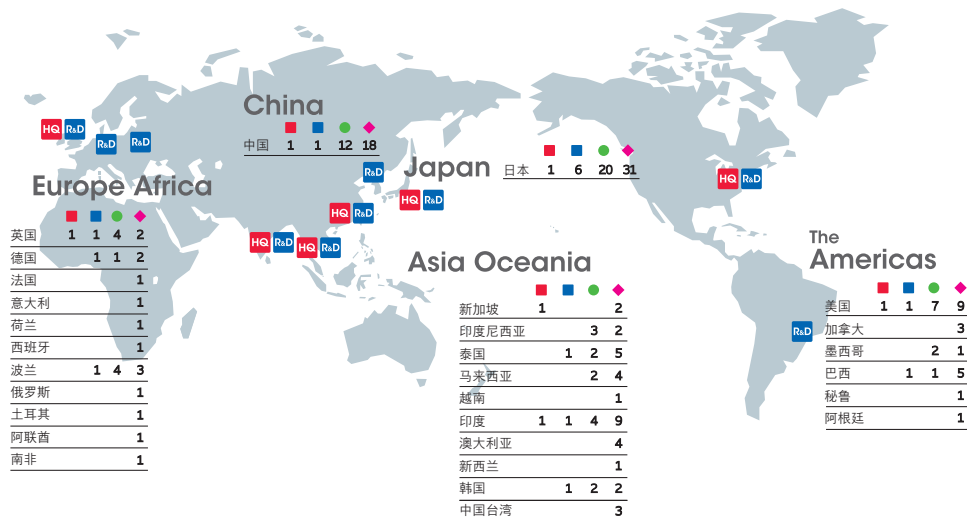 China
中国 1 1 12 18
HQ R&D
R&D
R&D
R&D
Japan
日本 1 6 20 31
HQ R&D
HQ R&D
HQ R&D
HQ R&D
HQ R&D
Europe Africa
英国 1 1 4 2
德国 1 1 2
法国 1
意大利 1
荷兰 1
西班牙 1
波兰 1 4 3
俄罗斯 1
土耳其 1
阿联酋 1
南非 1
Asia Oceania
新加坡 1 2
印度尼西亚 3 2
泰国 1 2 5
马来西亚 2 4
越南 1
印度 1 1 4 9
澳大利亚 4
新西兰 1
韩国 1 2 2
中国台湾 3
The
Americas
美国 1 1 7 9
加拿大 3
墨西哥 2 1
巴西 1 1 5
秘鲁 1
阿根廷 1
R&D